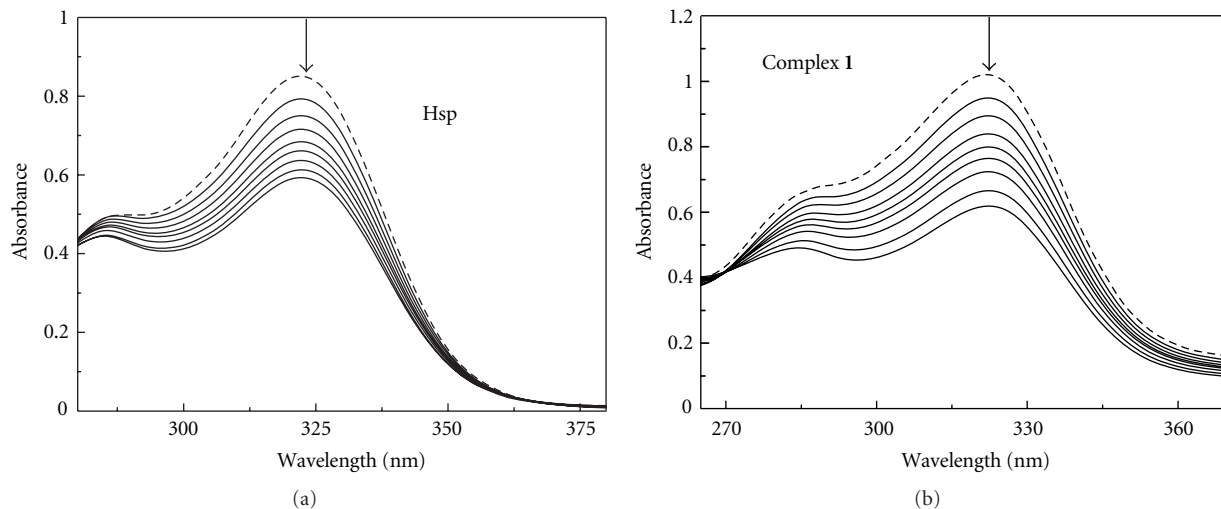 1
0.8
0.6
0.4
0.2
0
Absorbance
Hsp
300 325 350 375
Wavelength (nm)
(a)
1.2
1
0.8
0.6
0.4
0.2
0
Absorbance
Complex 1
270 300 330 360
Wavelength (nm)
(b)